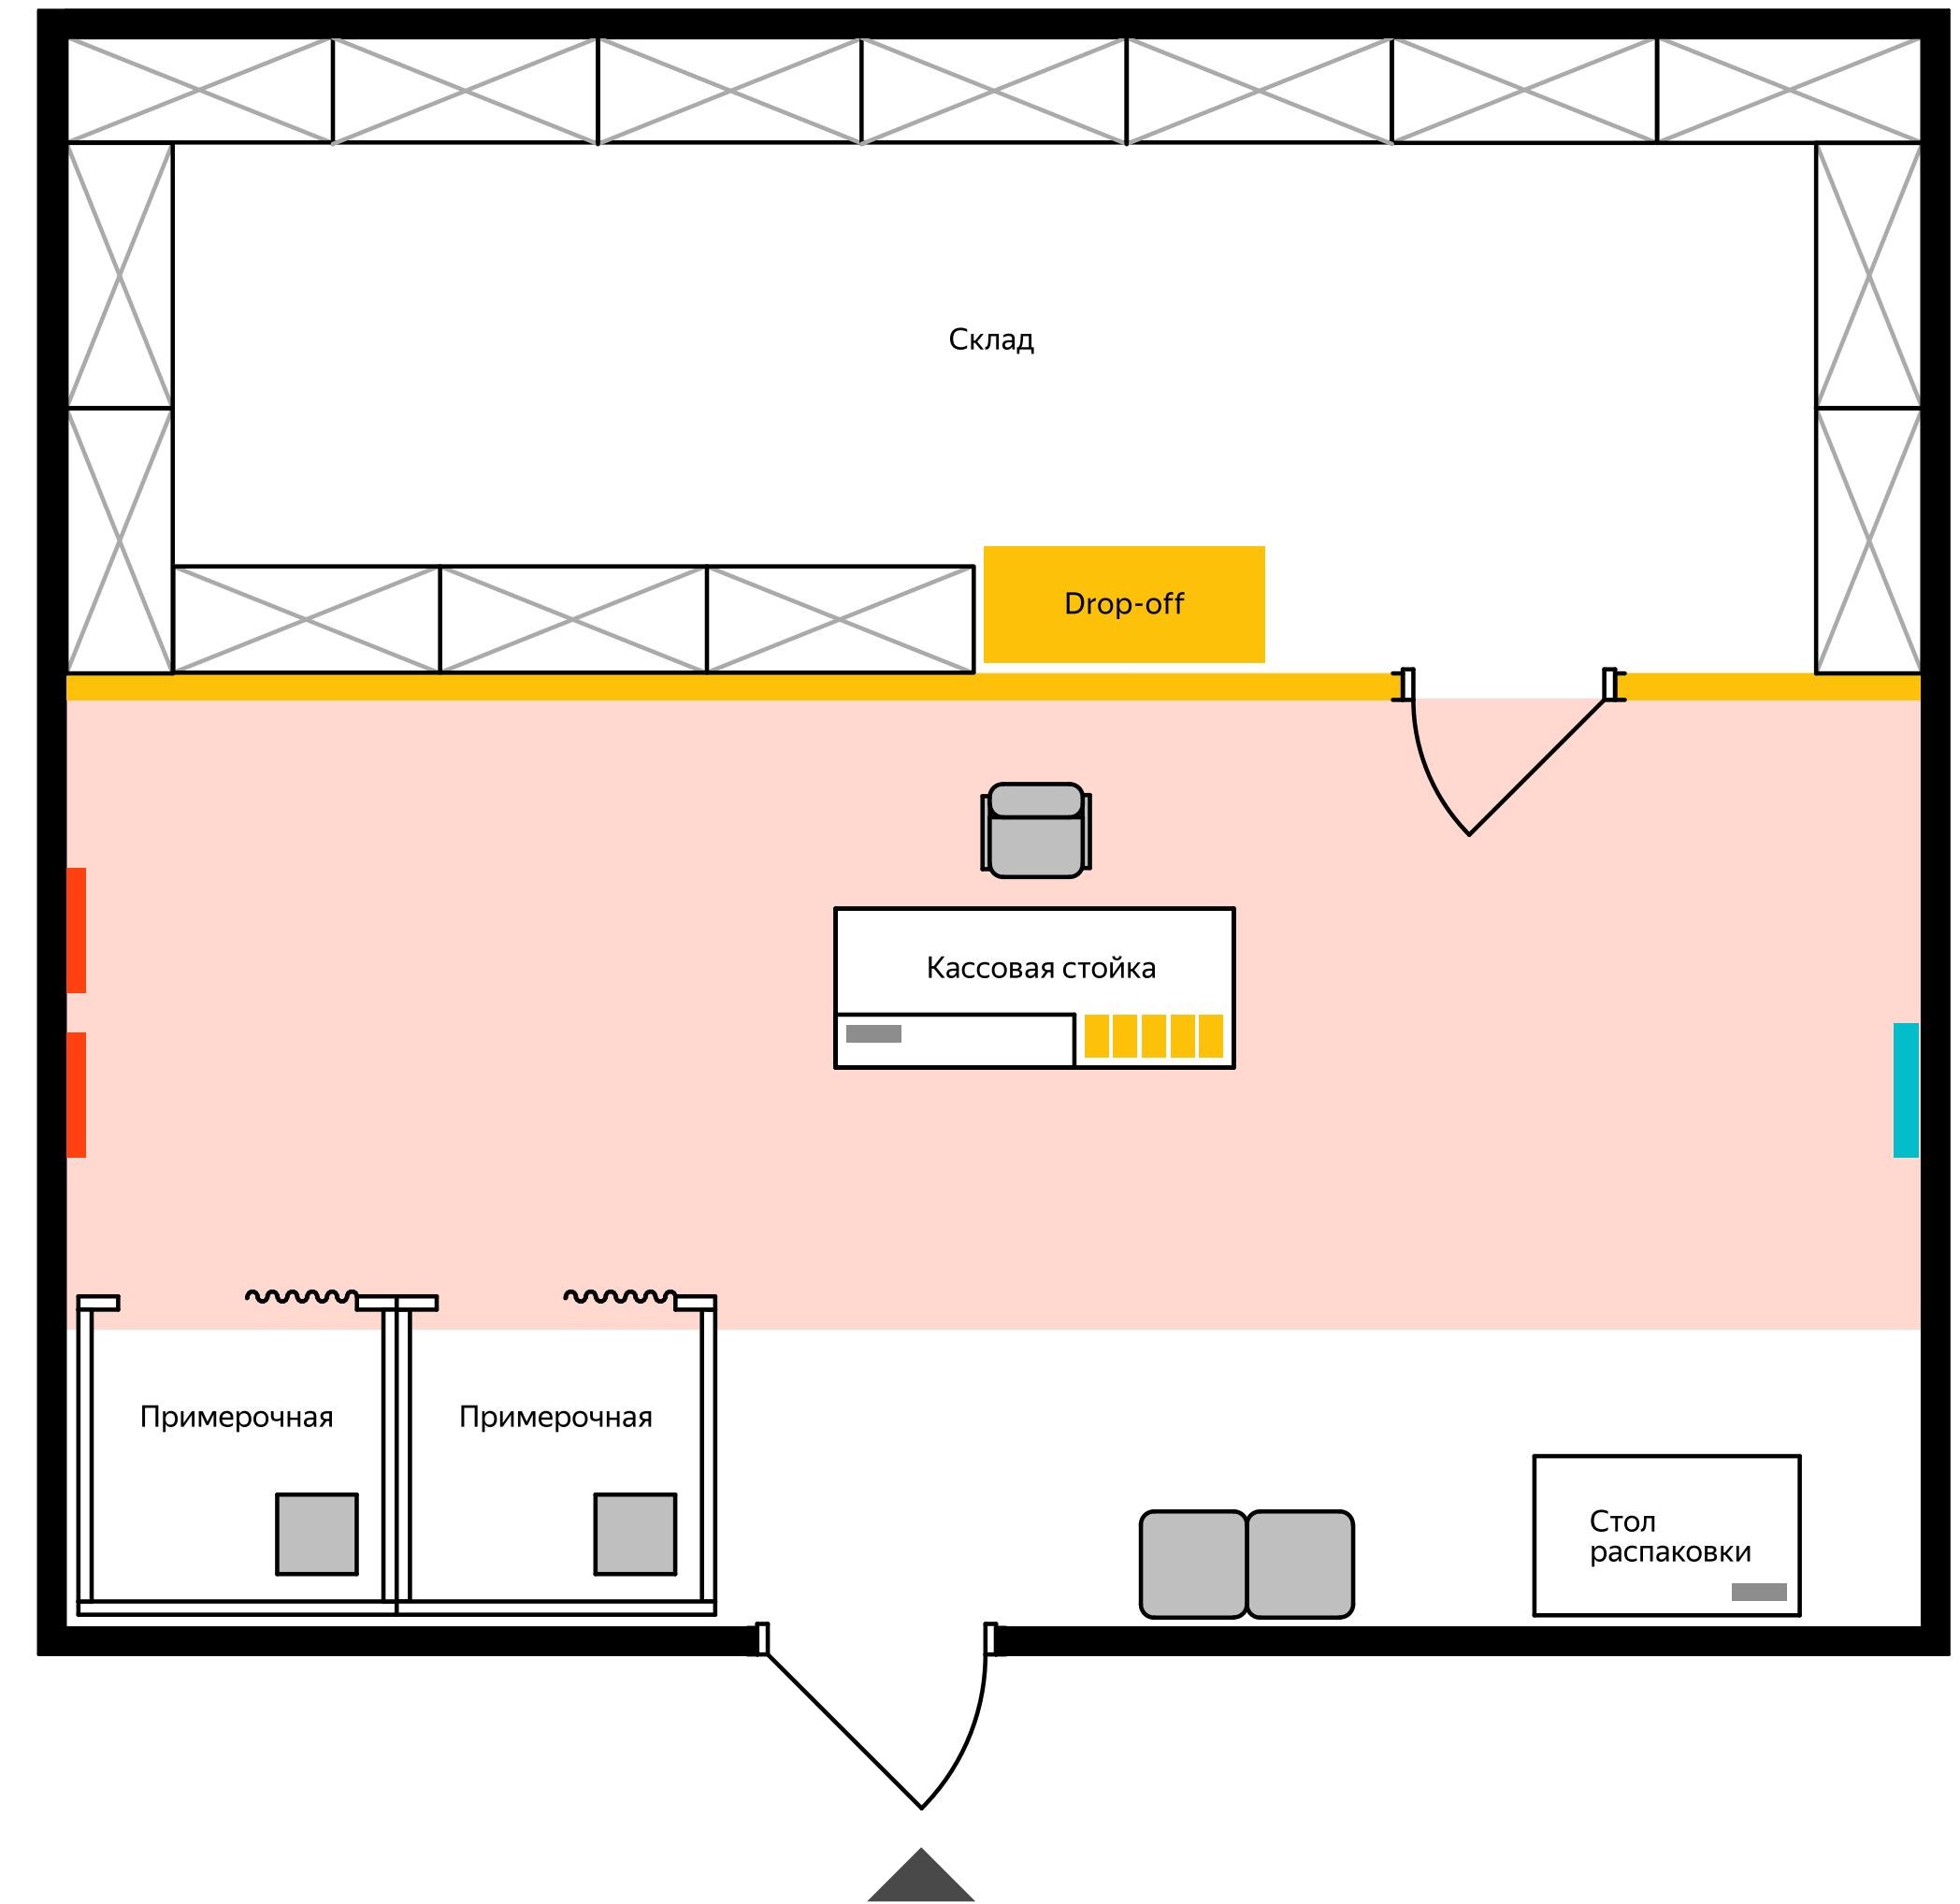 Склад
Drop-off
Кассовая стойка
Примерочная
Примерочная
Стол
распаковки